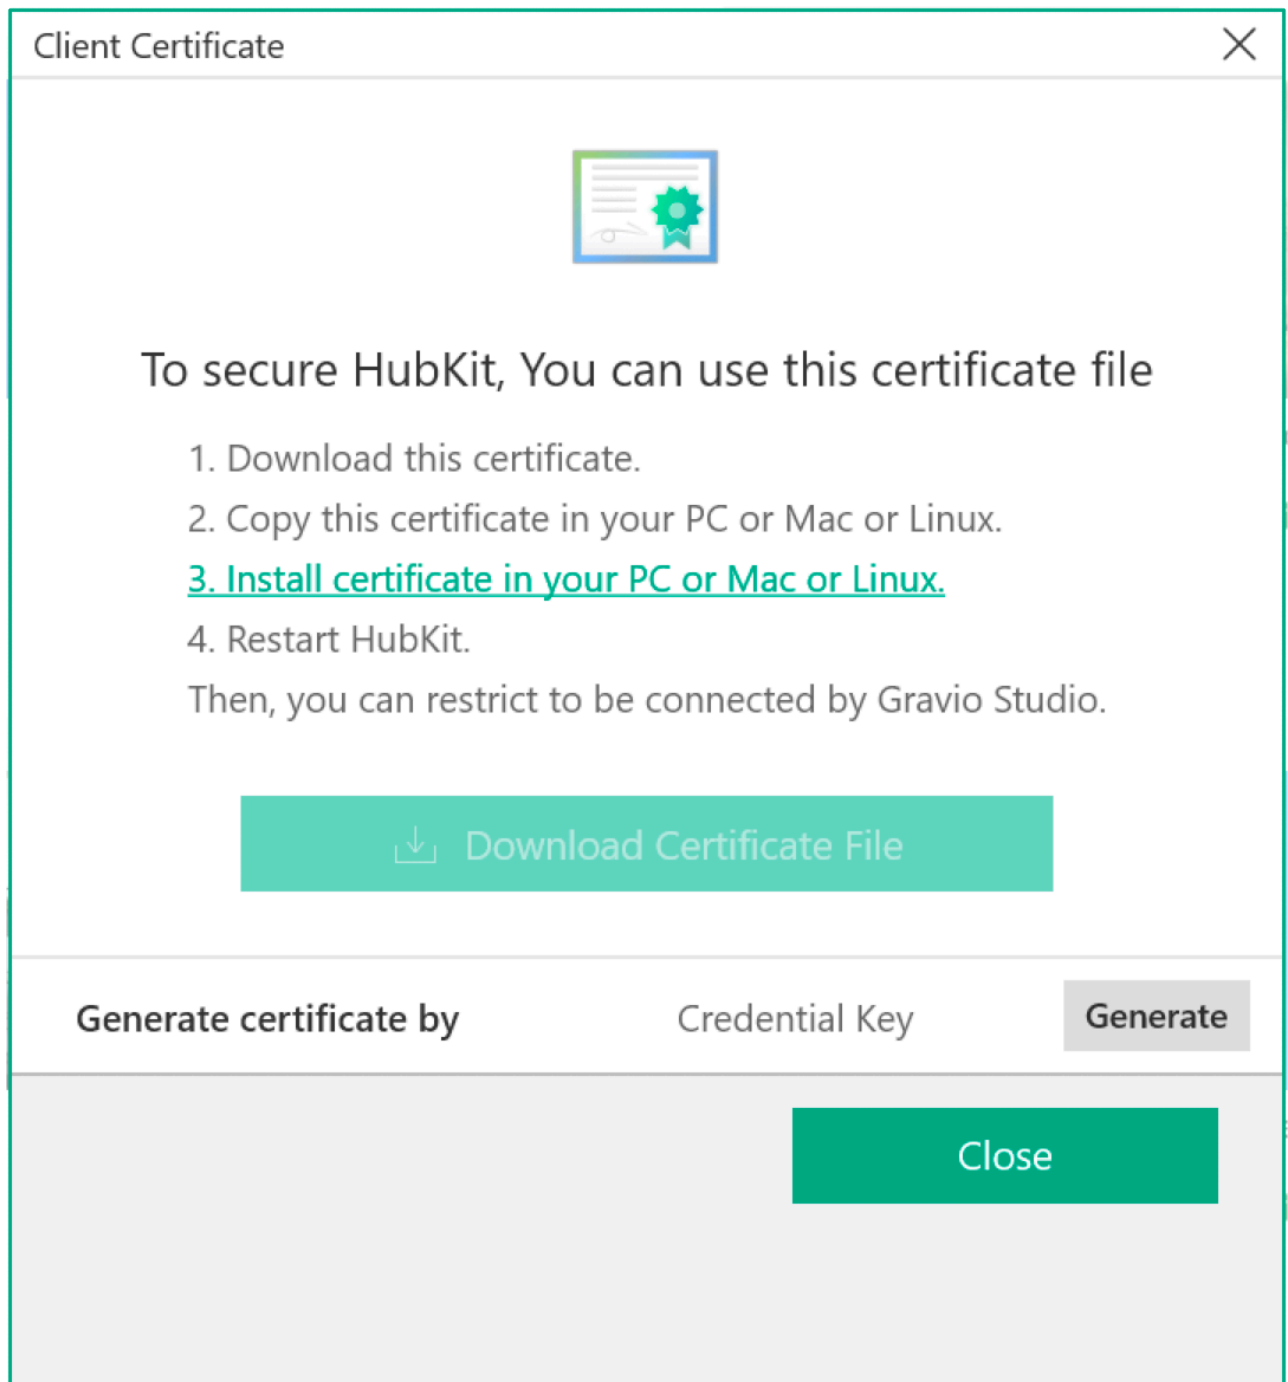 Client Certificate
To secure HubKit, You can use this certificate file
1. Download this certificate.
2. Copy this certificate in your PC or Mac or Linux.
3. Install certificate in your PC or Mac or Linux.
4. Restart HubKit.
Then, you can restrict to be connected by Gravio Studio.
Download Certificate File
Generate certificate by Credential Key Generate
Close